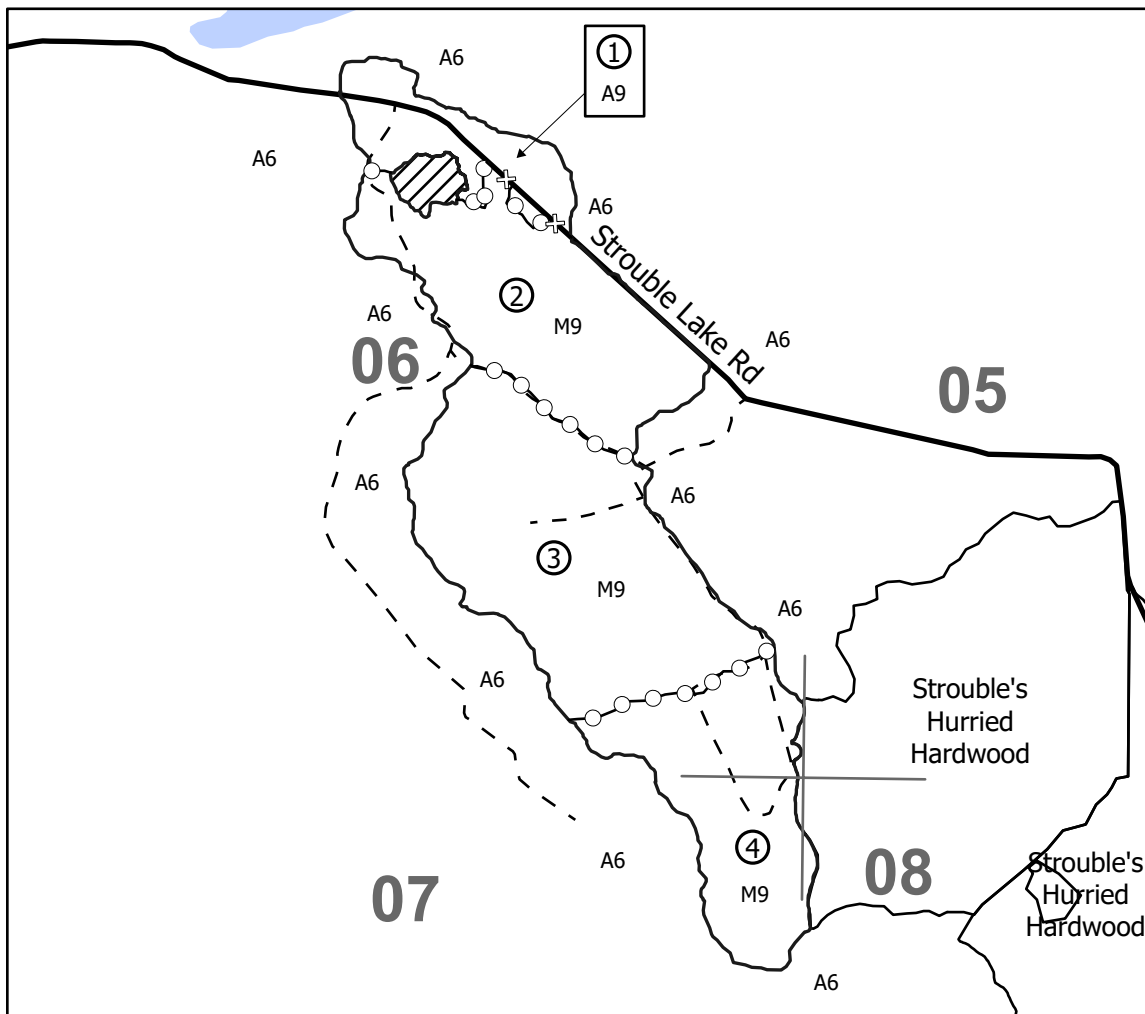 A6
1
A9
A6
A6
Strouble Lake Rd
2
A6
M9
A6
06
05
A6
A6
3
M9
A6
A6
Strouble's
Hurried
Hardwood
4
A6
08
Strouble's
07
M9
Hurried
Hardwood
A6